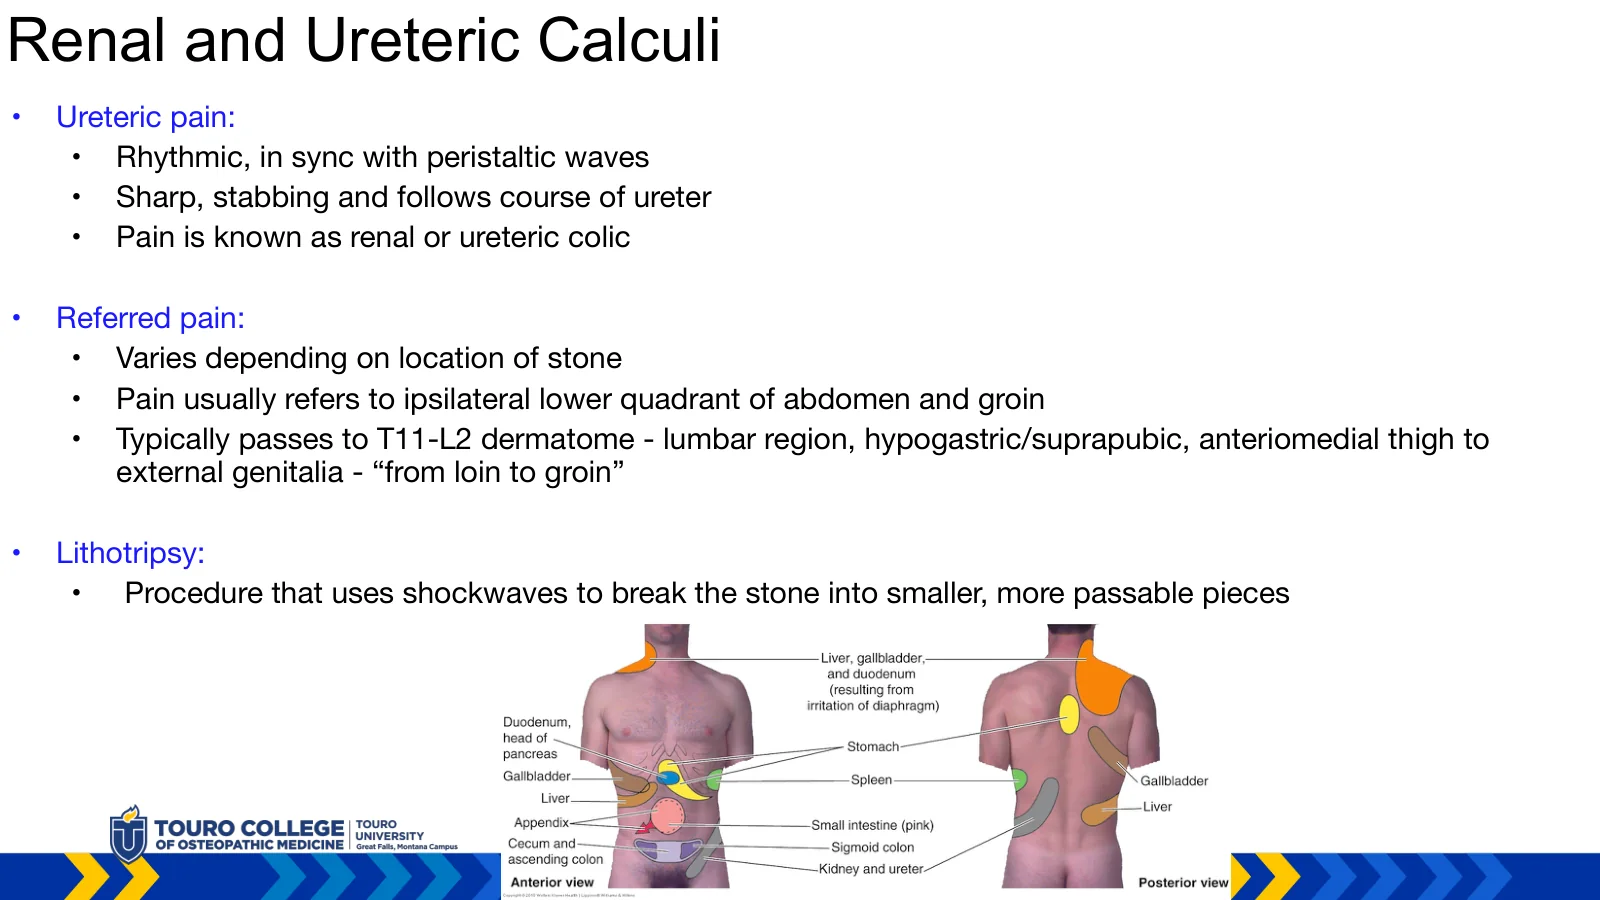 Renal and Ureteric Calculi
• Ureteric pain:
• Rhythmic, in sync with peristaltic waves
• Sharp, stabbing and follows course of ureter
• Pain is known as renal or ureteric colic
• Referred pain:
• Varies depending on location of stone
• Pain usually refers to ipsilateral lower quadrant of abdomen and groin
• Typically passes to T11-L2 dermatome - lumbar region, hypogastric/suprapubic, anteriomedial thigh to
external genitalia - “from loin to groin”
• Lithotripsy:
• Procedure that uses shockwaves to break the stone into smaller, more passable pieces
Liver, gallbladder,
and duodenum
(resulting from
irritation of diaphragm)
Duodenum,
head of
pancreas
Stomach
Gallbladder
Spleen
Gallbladder
Liver
Liver
Appendix
Small intestine (pink)
Cecum and
ascending colon
Sigmoid colon
Kidney and ureter
Anterior view
Posterior view
TOURO COLLEGE
OF OSTEOPATHIC MEDICINE
TOURO
UNIVERSITY
Great Falls, Montana Campus